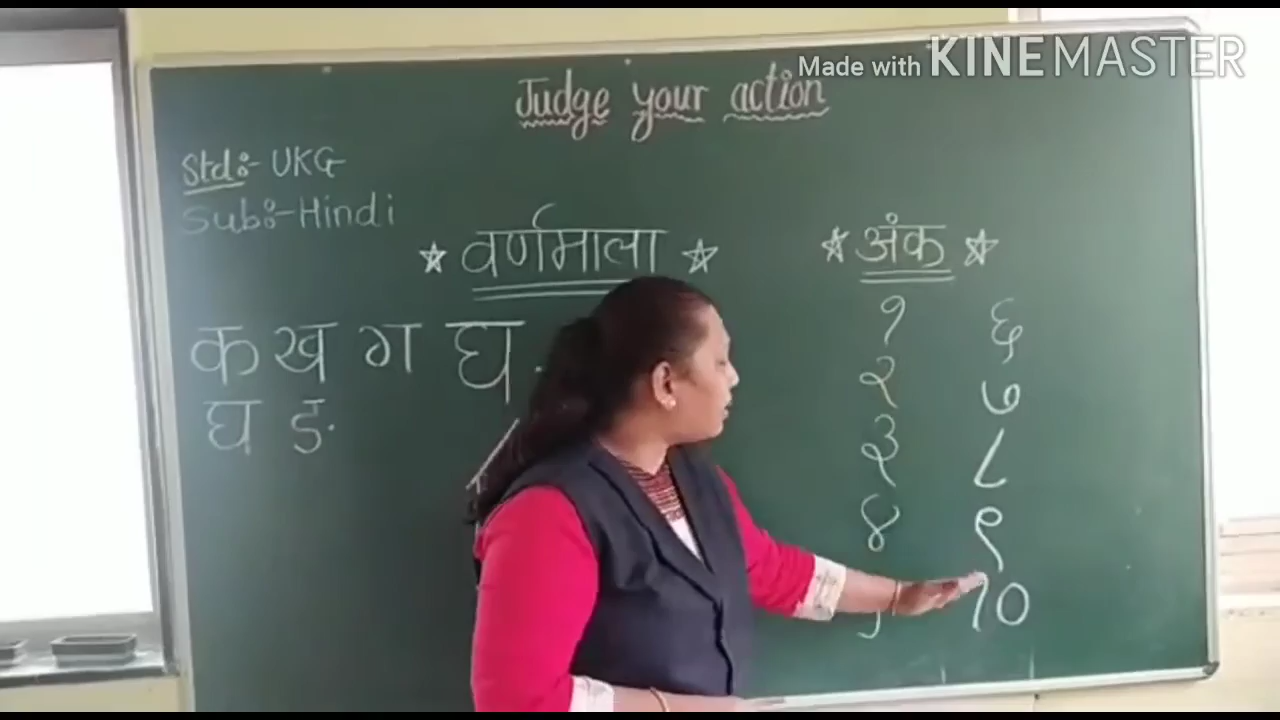 Made with KINEMASTER
Judge your action
Std:- UKG
Sub:- Hindi
वर्णमाला
अंक
क ख ग घ
घ ङ
१ ६
२ ७
३ ८
४ ९
१०